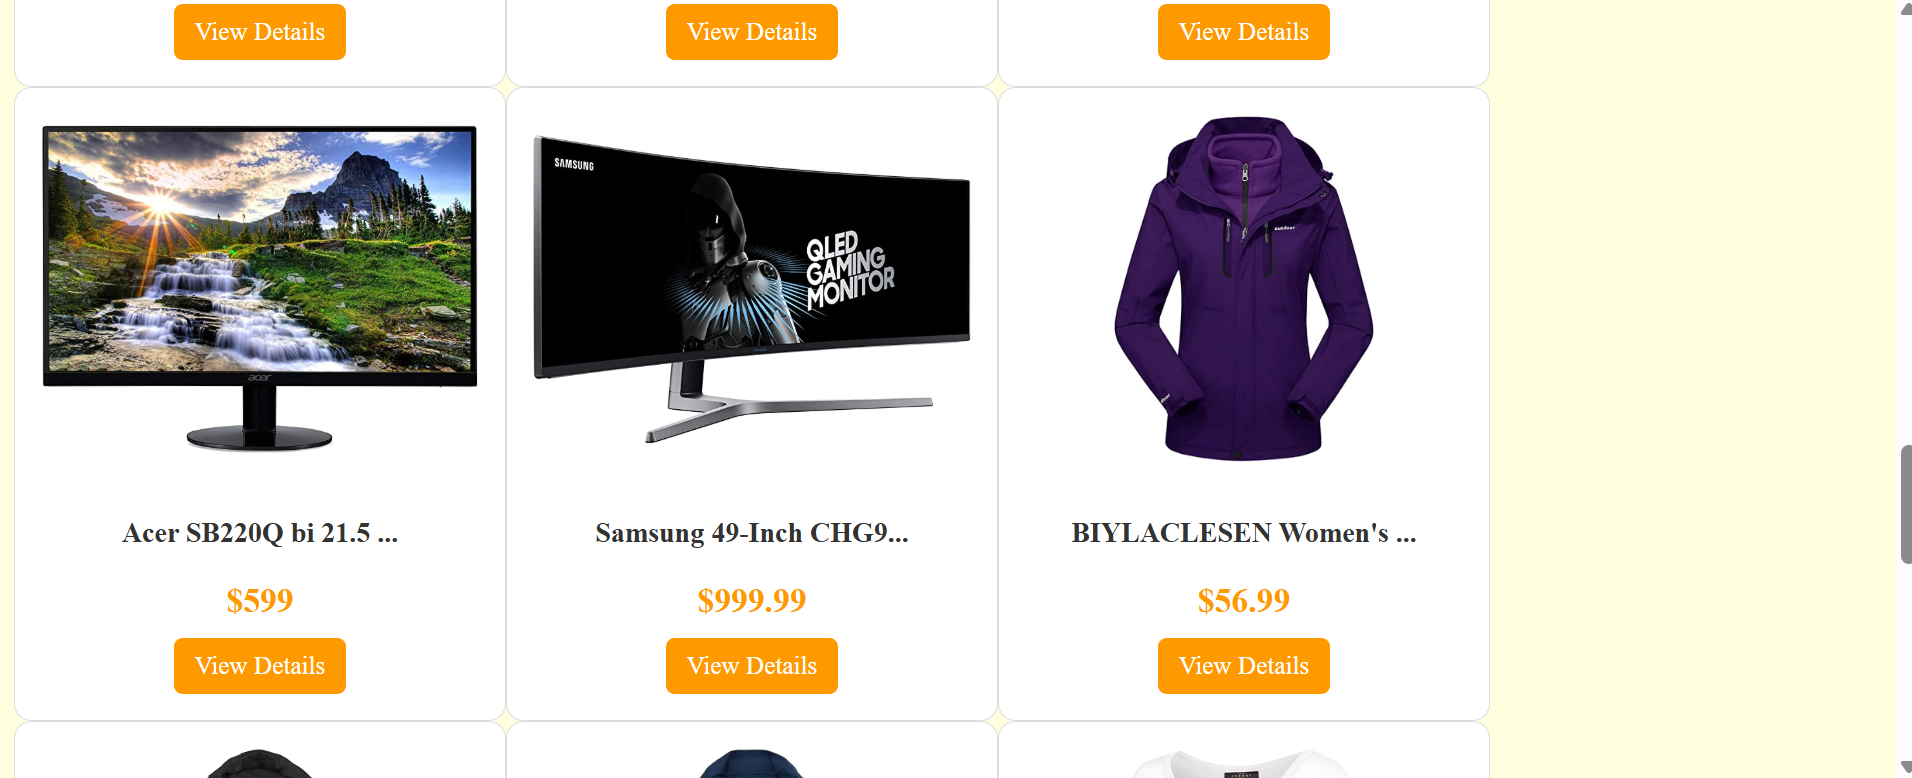 View Details
View Details
View Details
acer
SAMSUNG
QLED
GAMING
MONITOR
outdoor
Acer SB220Q bi 21.5 ...
Samsung 49-Inch CHG9...
BIYLACLESEN Women's ...
$599
$999.99
$56.99
View Details
View Details
View Details